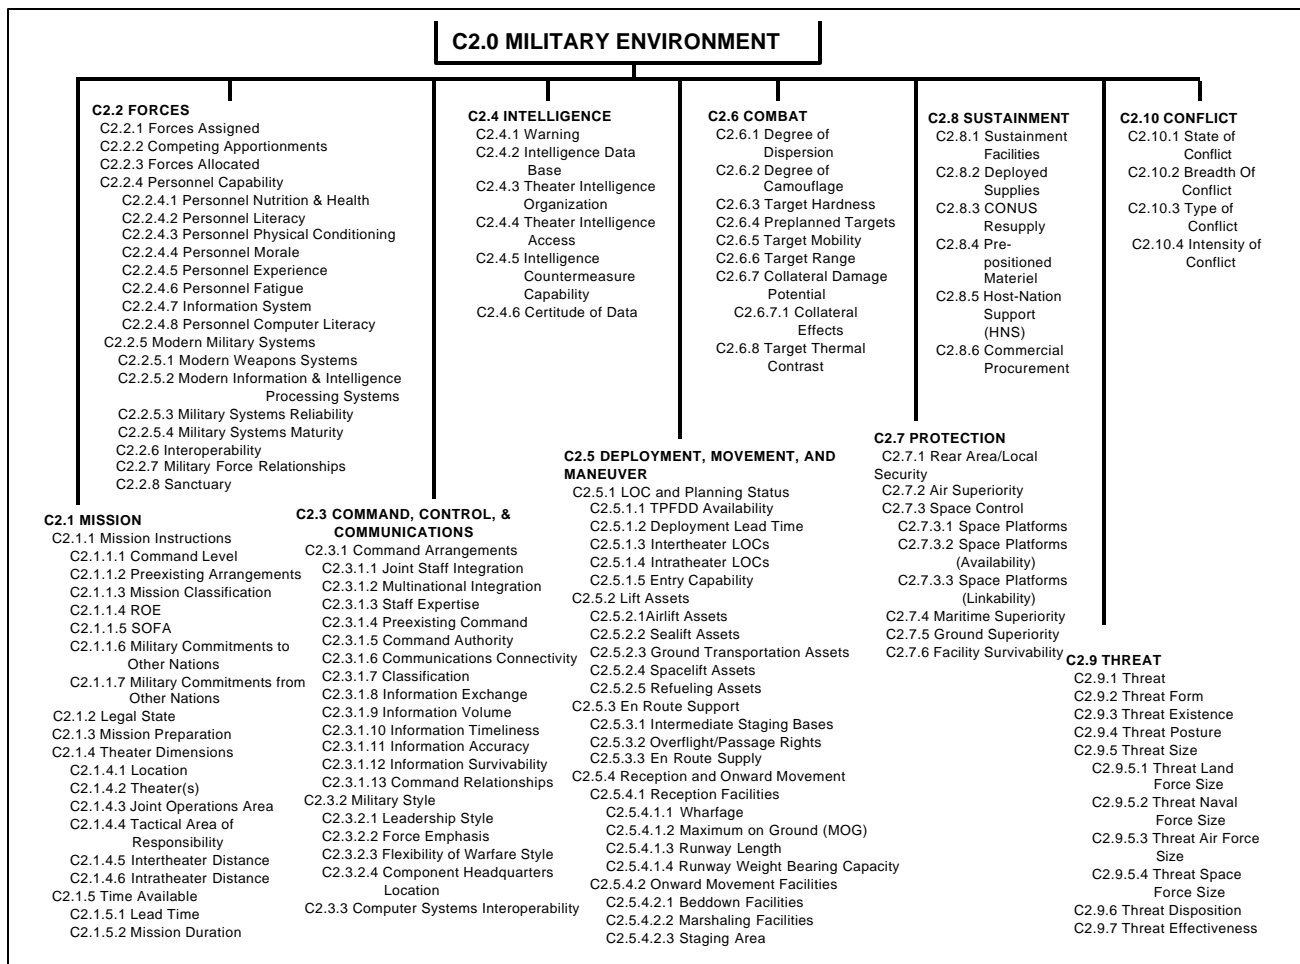 C2.0 MILITARY ENVIRONMENT
C2.2 FORCES
C2.2.1 Forces Assigned
C2.2.2 Competing Apportionments
C2.2.3 Forces Allocated
C2.2.4 Personnel Capability
C2.2.4.1 Personnel Nutrition & Health
C2.2.4.2 Personnel Literacy
C2.2.4.3 Personnel Physical Conditioning
C2.2.4.4 Personnel Morale
C2.2.4.5 Personnel Experience
C2.2.4.6 Personnel Fatigue
C2.2.4.7 Information System
C2.2.4.8 Personnel Computer Literacy
C2.2.5 Modern Military Systems
C2.2.5.1 Modern Weapons Systems
C2.2.5.2 Modern Information & Intelligence
Processing Systems
C2.2.5.3 Military Systems Reliability
C2.2.5.4 Military Systems Maturity
C2.2.6 Interoperability
C2.2.7 Military Force Relationships
C2.2.8 Sanctuary
C2.4 INTELLIGENCE
C2.4.1 Warning
C2.4.2 Intelligence Data
Base
C2.4.3 Theater Intelligence
Organization
C2.4.4 Theater Intelligence
Access
C2.4.5 Intelligence
Countermeasure
Capability
C2.4.6 Certitude of Data
C2.6 COMBAT
C2.6.1 Degree of
Dispersion
C2.6.2 Degree of
Camouflage
C2.6.3 Target Hardness
C2.6.4 Preplanned Targets
C2.6.5 Target Mobility
C2.6.6 Target Range
C2.6.7 Collateral Damage
Potential
C2.6.7.1 Collateral
Effects
C2.6.8 Target Thermal
Contrast
C2.8 SUSTAINMENT
C2.8.1 Sustainment
Facilities
C2.8.2 Deployed
Supplies
C2.8.3 CONUS
Resupply
C2.8.4 Pre-
positioned
Materiel
C2.8.5 Host-Nation
Support
(HNS)
C2.8.6 Commercial
Procurement
C2.10 CONFLICT
C2.10.1 State of
Conflict
C2.10.2 Breadth Of
Conflict
C2.10.3 Type of
Conflict
C2.10.4 Intensity of
Conflict
C2.1 MISSION
C2.1.1 Mission Instructions
C2.1.1.1 Command Level
C2.1.1.2 Preexisting Arrangements
C2.1.1.3 Mission Classification
C2.1.1.4 ROE
C2.1.1.5 SOFA
C2.1.1.6 Military Commitments to
Other Nations
C2.1.1.7 Military Commitments from
Other Nations
C2.1.2 Legal State
C2.1.3 Mission Preparation
C2.1.4 Theater Dimensions
C2.1.4.1 Location
C2.1.4.2 Theater(s)
C2.1.4.3 Joint Operations Area
C2.1.4.4 Tactical Area of
Responsibility
C2.1.4.5 Intertheater Distance
C2.1.4.6 Intratheater Distance
C2.1.5 Time Available
C2.1.5.1 Lead Time
C2.1.5.2 Mission Duration
C2.3 COMMAND, CONTROL, &
COMMUNICATIONS
C2.3.1 Command Arrangements
C2.3.1.1 Joint Staff Integration
C2.3.1.2 Multinational Integration
C2.3.1.3 Staff Expertise
C2.3.1.4 Preexisting Command
C2.3.1.5 Command Authority
C2.3.1.6 Communications Connectivity
C2.3.1.7 Classification
C2.3.1.8 Information Exchange
C2.3.1.9 Information Volume
C2.3.1.10 Information Timeliness
C2.3.1.11 Information Accuracy
C2.3.1.12 Information Survivability
C2.3.1.13 Command Relationships
C2.3.2 Military Style
C2.3.2.1 Leadership Style
C2.3.2.2 Force Emphasis
C2.3.2.3 Flexibility of Warfare Style
C2.3.2.4 Component Headquarters
Location
C2.3.3 Computer Systems Interoperability
C2.5 DEPLOYMENT, MOVEMENT, AND
MANEUVER
C2.5.1 LOC and Planning Status
C2.5.1.1 TPFDD Availability
C2.5.1.2 Deployment Lead Time
C2.5.1.3 Intertheater LOCs
C2.5.1.4 Intratheater LOCs
C2.5.1.5 Entry Capability
C2.5.2 Lift Assets
C2.5.2.1Airlift Assets
C2.5.2.2 Sealift Assets
C2.5.2.3 Ground Transportation Assets
C2.5.2.4 Spacelift Assets
C2.5.2.5 Refueling Assets
C2.5.3 En Route Support
C2.5.3.1 Intermediate Staging Bases
C2.5.3.2 Overflight/Passage Rights
C2.5.3.3 En Route Supply
C2.5.4 Reception and Onward Movement
C2.5.4.1 Reception Facilities
C2.5.4.1.1 Wharfage
C2.5.4.1.2 Maximum on Ground (MOG)
C2.5.4.1.3 Runway Length
C2.5.4.1.4 Runway Weight Bearing Capacity
C2.5.4.2 Onward Movement Facilities
C2.5.4.2.1 Beddown Facilities
C2.5.4.2.2 Marshaling Facilities
C2.5.4.2.3 Staging Area
C2.7 PROTECTION
C2.7.1 Rear Area/Local
Security
C2.7.2 Air Superiority
C2.7.3 Space Control
C2.7.3.1 Space Platforms
C2.7.3.2 Space Platforms
(Availability)
C2.7.3.3 Space Platforms
(Linkability)
C2.7.4 Maritime Superiority
C2.7.5 Ground Superiority
C2.7.6 Facility Survivability
C2.9 THREAT
C2.9.1 Threat
C2.9.2 Threat Form
C2.9.3 Threat Existence
C2.9.4 Threat Posture
C2.9.5 Threat Size
C2.9.5.1 Threat Land
Force Size
C2.9.5.2 Threat Naval
Force Size
C2.9.5.3 Threat Air Force
Size
C2.9.5.4 Threat Space
Force Size
C2.9.6 Threat Disposition
C2.9.7 Threat Effectiveness